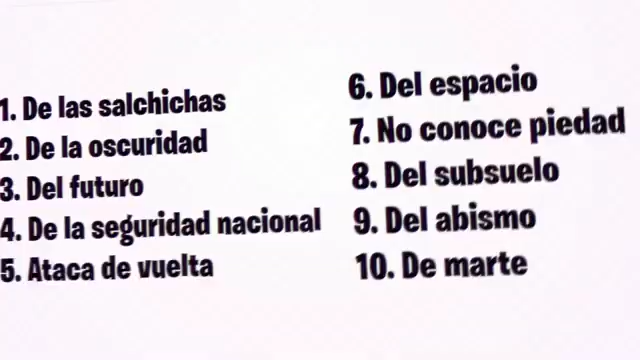 1. De las salchichas
2. De la oscuridad
3. Del futuro
4. De la seguridad nacional
5. Ataca de vuelta
6. Del espacio
7. No conoce piedad
8. Del subsuelo
9. Del abismo
10. De marte